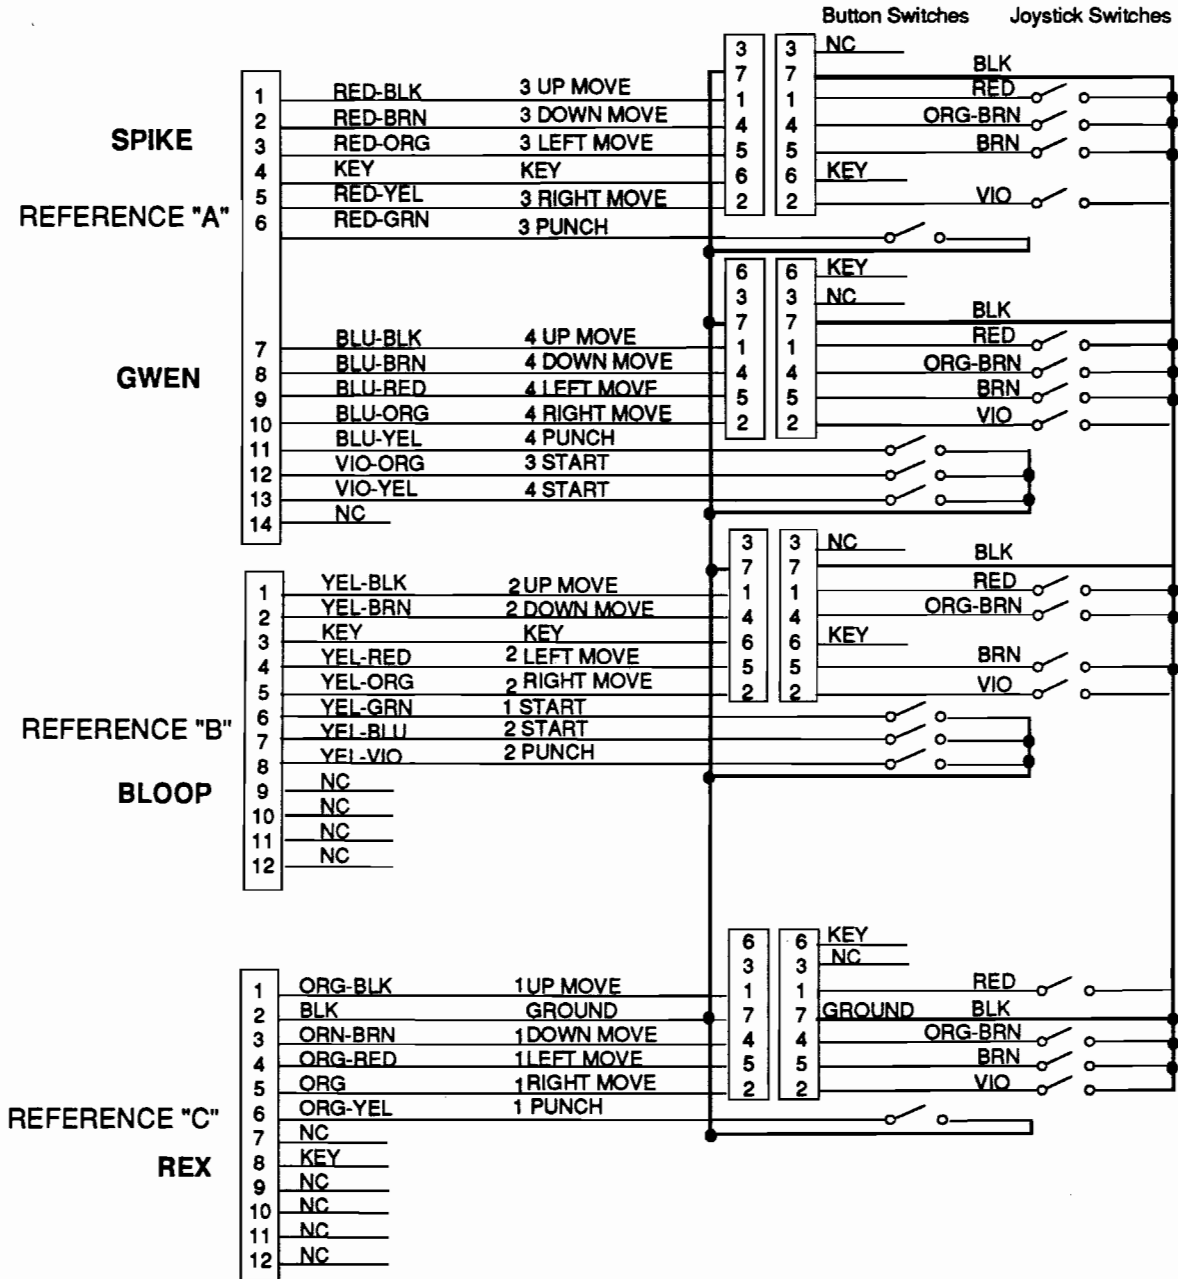 Button Switches Joystick Switches
3 3 NC
7 7 BLK
1 RED-BLK 3 UP MOVE 1 1 RED
2 RED-BRN 3 DOWN MOVE 4 4 ORG-BRN
SPIKE
3 RED-ORG 3 LEFT MOVE 5 5 BRN
4 KEY KEY 6 6 KEY
5 RED-YEL 3 RIGHT MOVE 2 2 VIO
REFERENCE "A"
6 RED-GRN 3 PUNCH
6 6 KEY
3 3 NC
7 7 BLK
7 BLU-BLK 4 UP MOVE 1 1 RED
8 BLU-BRN 4 DOWN MOVE 4 4 ORG-BRN
GWEN
9 BLU-RED 4 LEFT MOVE 5 5 BRN
10 BLU-ORG 4 RIGHT MOVE 2 2 VIO
11 BLU-YEL 4 PUNCH
12 VIO-ORG 3 START
13 VIO-YEL 4 START
14 NC
3 3 NC
7 7 BLK
1 YEL-BLK 2 UP MOVE 1 1 RED
2 YEL-BRN 2 DOWN MOVE 4 4 ORG-BRN
3 KEY KEY 6 6 KEY
4 YEL-RED 2 LEFT MOVE 5 5 BRN
5 YEL-ORG 2 RIGHT MOVE 2 2 VIO
6 YEL-GRN 1 START
REFERENCE "B"
7 YEL-BLU 2 START
8 YEL-VIO 2 PUNCH
9 NC
BLOOP
10 NC
11 NC
12 NC
6 6 KEY
3 3 NC
1 ORG-BLK 1 UP MOVE 1 1 RED
2 BLK GROUND 7 7 GROUND BLK
3 ORN-BRN 1 DOWN MOVE 4 4 ORG-BRN
4 ORG-RED 1 LEFT MOVE 5 5 BRN
5 ORG 1 RIGHT MOVE 2 2 VIO
6 ORG-YEL 1 PUNCH
REFERENCE "C"
7 NC
8 KEY
REX
9 NC
10 NC
11 NC
12 NC